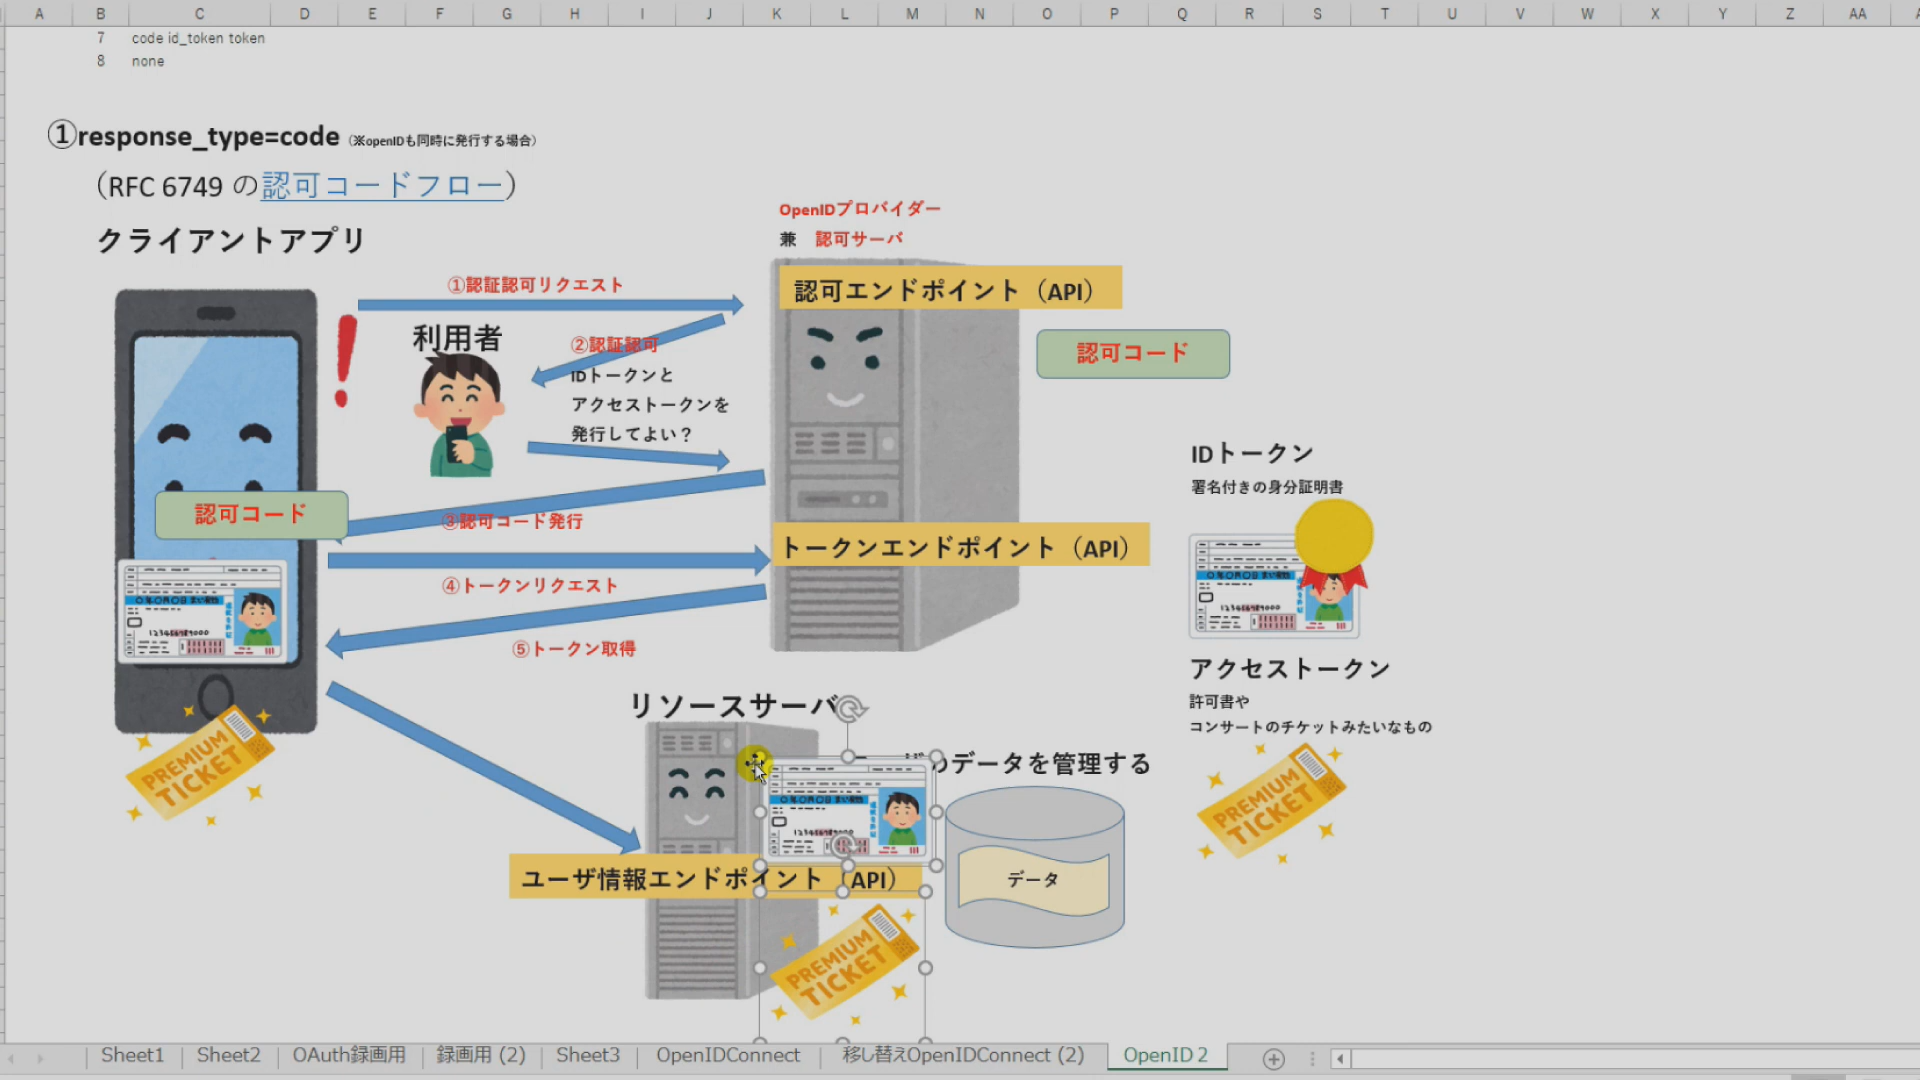 A B C D E F G H I J K L M N O P Q R S T U V W X Y Z AA
7 code id_token token
8 none
①response_type=code（※openIDも同時に発行する場合）
（RFC 6749 の認可コードフロー）
クライアントアプリ
OpenIDプロバイダー
兼 認可サーバ
①認証認可リクエスト
認可エンドポイント（API）
利用者
②認証認可
IDトークンと
アクセストークンを
発行してよい？
認可コード
認可コード
③認可コード発行
トークンエンドポイント（API）
④トークンリクエスト
⑤トークン取得
IDトークン
署名付きの身分証明書
アクセストークン
許可書や
コンサートのチケットみたいなもの
PREMIUM
TICKET
PREMIUM
TICKET
リソースサーバ
のデータを管理する
データ
ユーザ情報エンドポイント（API）
PREMIUM
TICKET
Sheet1 Sheet2 OAuth録画用 録画用 (2) Sheet3 OpenIDConnect 移し替えOpenIDConnect (2) OpenID 2